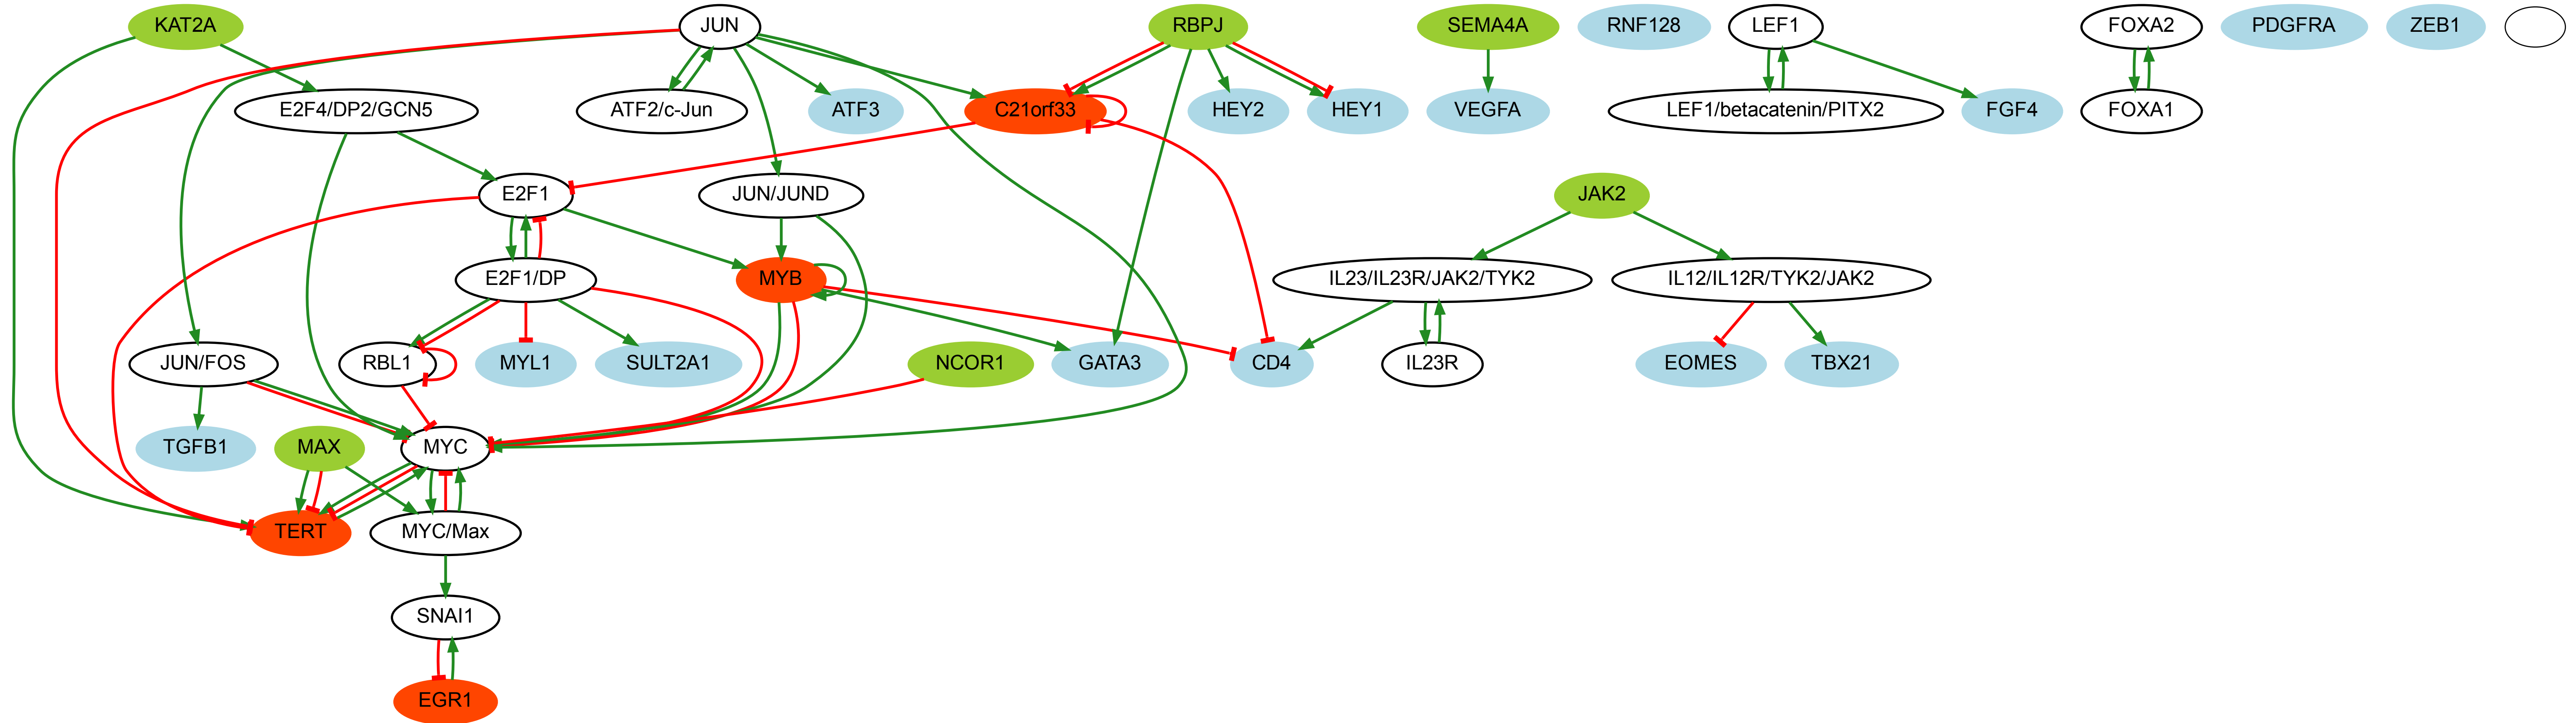 KAT2A
JUN
RBPJ
SEMA4A
RNF128
LEF1
FOXA2
PDGFRA
ZEB1
E2F4/DP2/GCN5
ATF2/c-Jun
ATF3
C21orf33
HEY2
HEY1
VEGFA
LEF1/betacatenin/PITX2
FGF4
FOXA1
E2F1
JUN/JUND
JAK2
E2F1/DP
MYB
IL23/IL23R/JAK2/TYK2
IL12/IL12R/TYK2/JAK2
JUN/FOS
RBL1
MYL1
SULT2A1
NCOR1
GATA3
CD4
IL23R
EOMES
TBX21
TGFB1
MAX
MYC
TERT
MYC/Max
SNAI1
EGR1